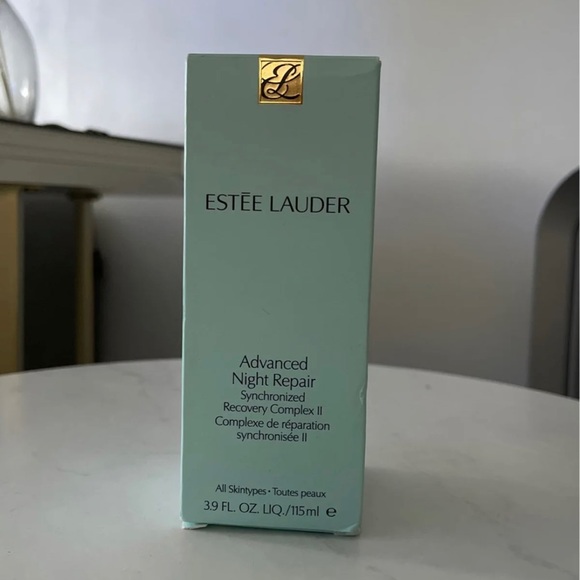 EL
ESTĒE LAUDER
Advanced
Night Repair
Synchronized
Recovery Complex II
Complexe de réparation
synchronisée II
All Skintypes • Toutes peaux
3.9 FL. OZ. LIQ./115ml ℮